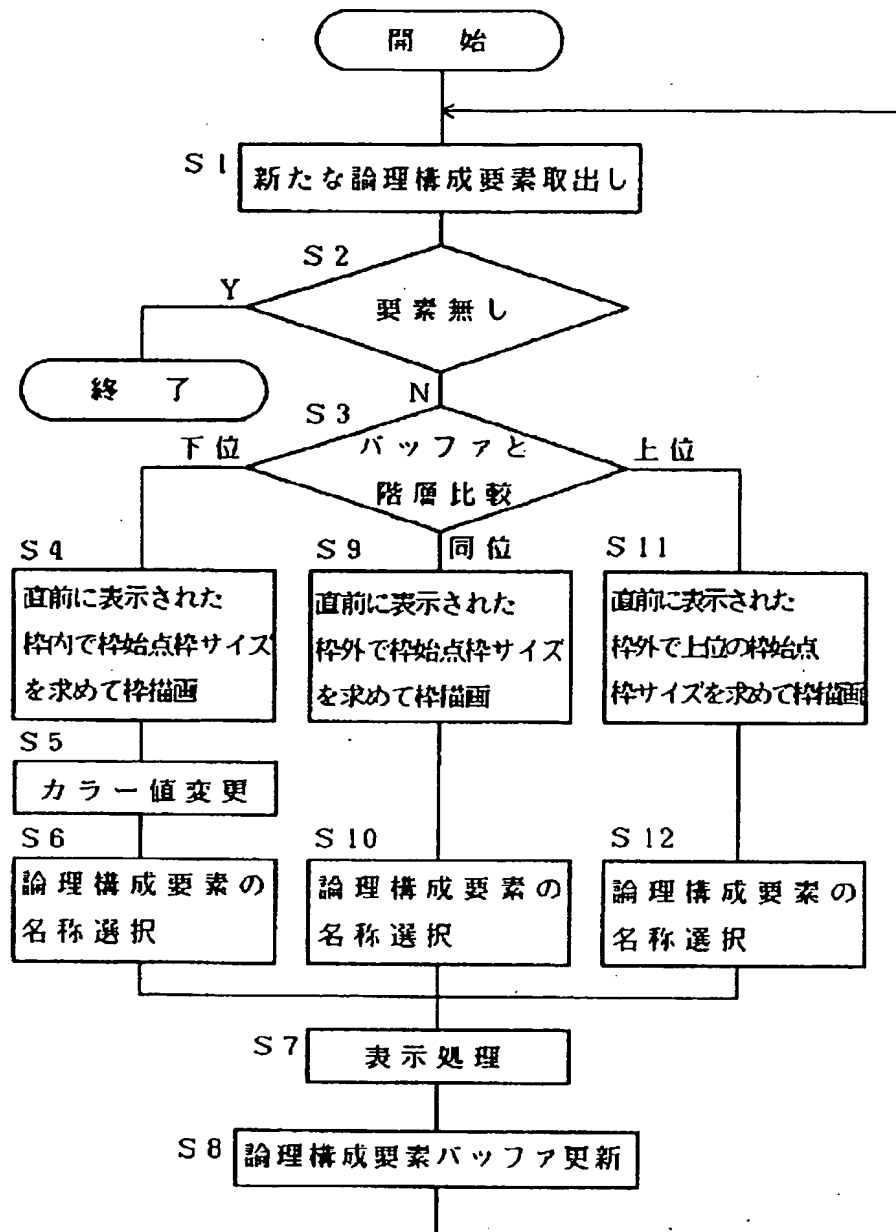 開 始
S1
新たな論理構成要素取出し
S2
Y
要素無し
終 了
N
S3
下位
バッファと
階層比較
上位
S4
直前に表示された
枠内で枠始点枠サイズ
を求めて枠描画
S9
同位
直前に表示された
枠外で枠始点枠サイズ
を求めて枠描画
S11
直前に表示された
枠外で上位の枠始点
枠サイズを求めて枠描画
S5
カラー値変更
S6
論理構成要素の
名称選択
S10
論理構成要素の
名称選択
S12
論理構成要素の
名称選択
S7
表示処理
S8
論理構成要素バッファ更新